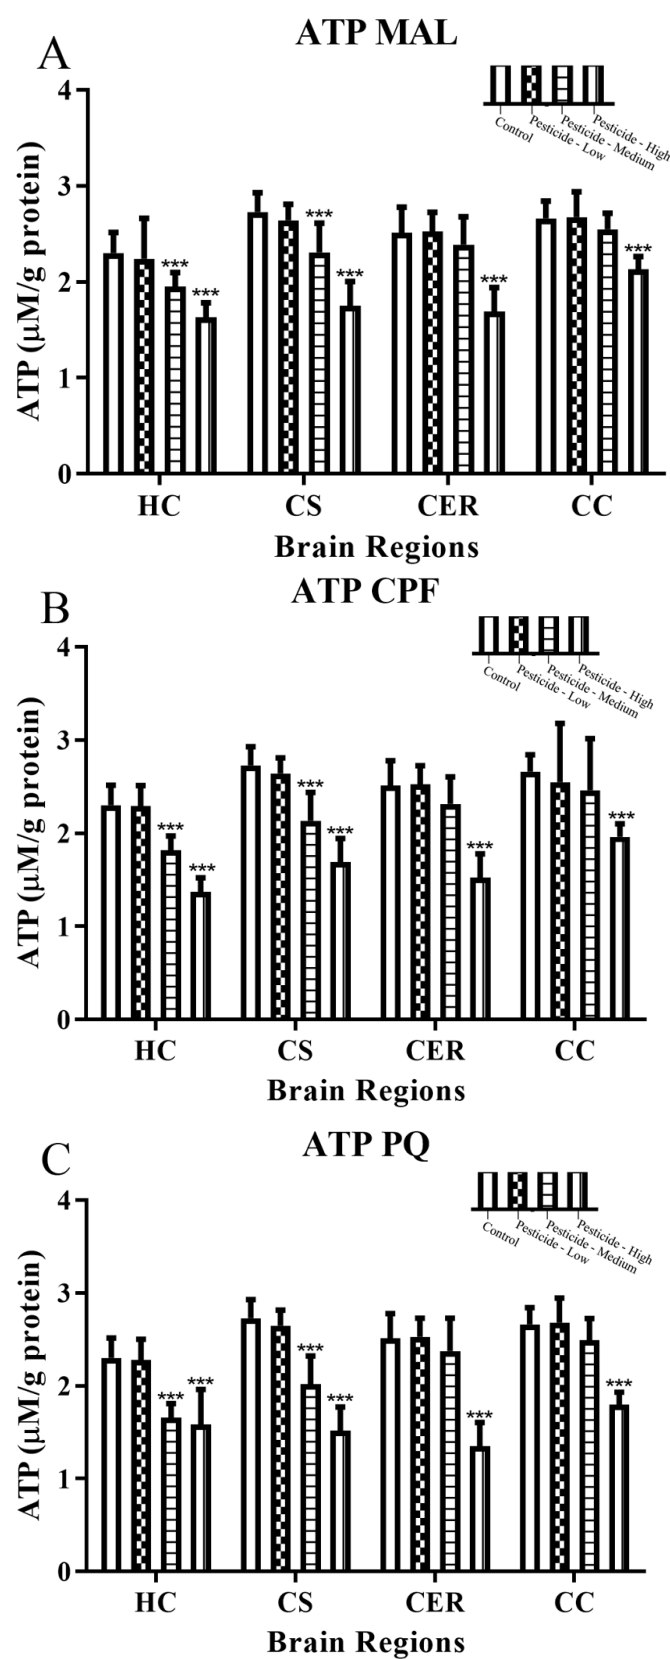 A
ATP MAL
Control
Pesticide - Low
Pesticide - Medium
Pesticide - High
ATP (µM/g protein)
4
3
2
1
0
***
***
***
***
***
***
HC
CS
CER
CC
Brain Regions
B
ATP CPF
Control
Pesticide - Low
Pesticide - Medium
Pesticide - High
ATP (µM/g protein)
4
3
2
1
0
***
***
***
***
***
***
HC
CS
CER
CC
Brain Regions
C
ATP PQ
Control
Pesticide - Low
Pesticide - Medium
Pesticide - High
ATP (µM/g protein)
4
3
2
1
0
***
***
***
***
***
***
HC
CS
CER
CC
Brain Regions